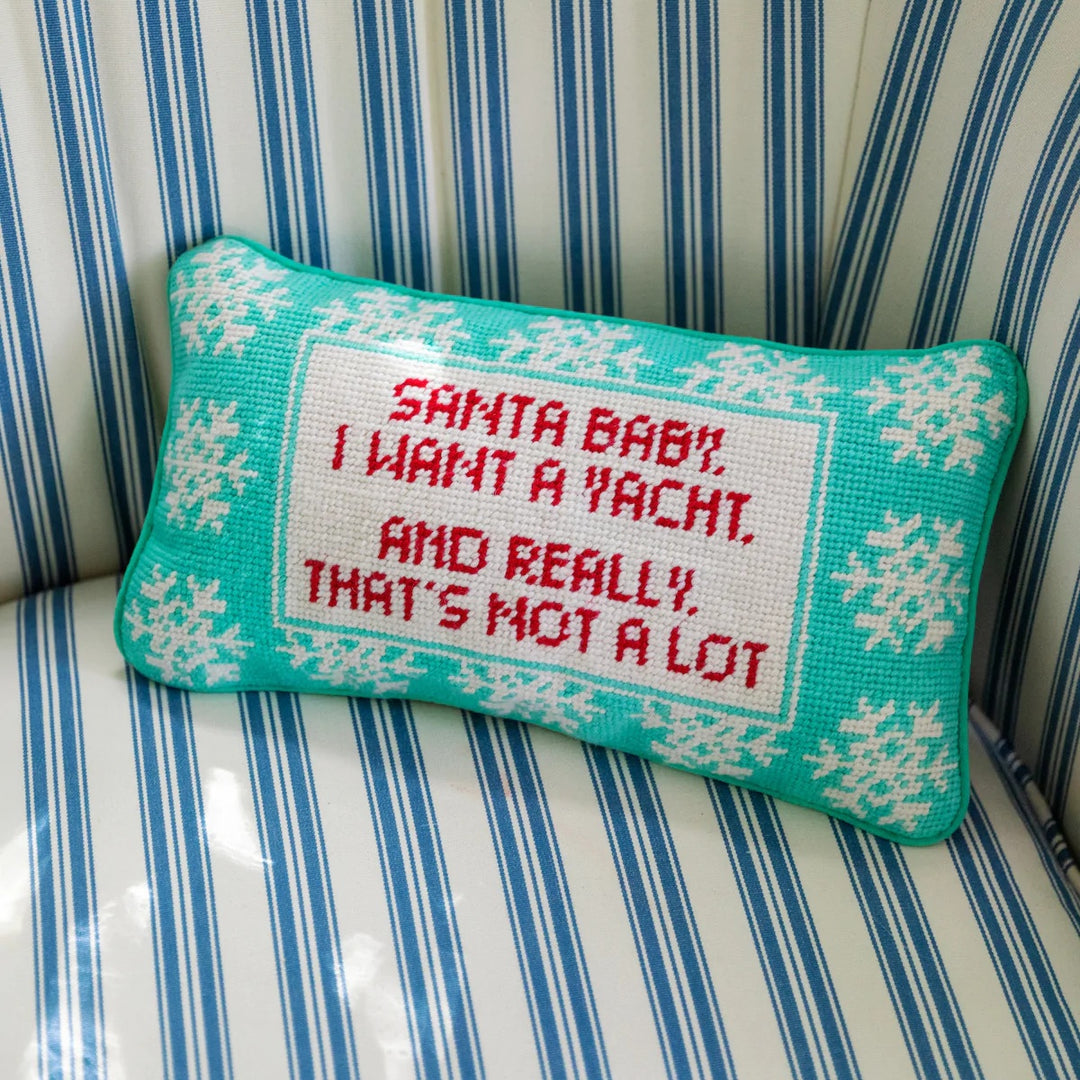 SANTA BABY,
I WANT A YACHT,
AND REALLY,
THAT'S NOT A LOT